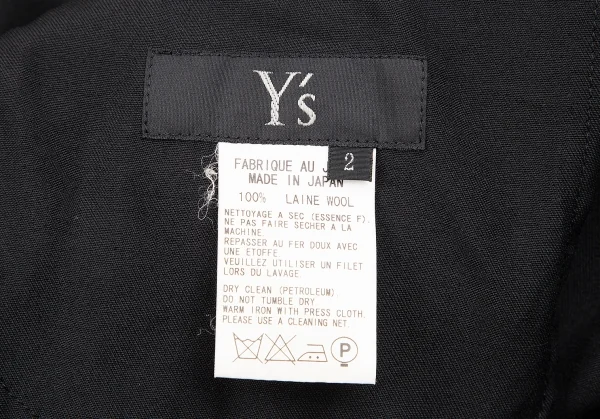 Y's
2
FABRIQUE AU J
MADE IN JAPAN
100% LAINE WOOL
NETTOYAGE A SEC (ESSENCE F).
NE PAS FAIRE SECHER A LA
MACHINE.
REPASSER AU FER DOUX AVEC
UNE ETOFFE.
VEUILLEZ UTILISER UN FILET
LORS DU LAVAGE.
DRY CLEAN (PETROLEUM).
DO NOT TUMBLE DRY
WARM IRON WITH PRESS CLOTH.
PLEASE USE A CLEANING NET.
P